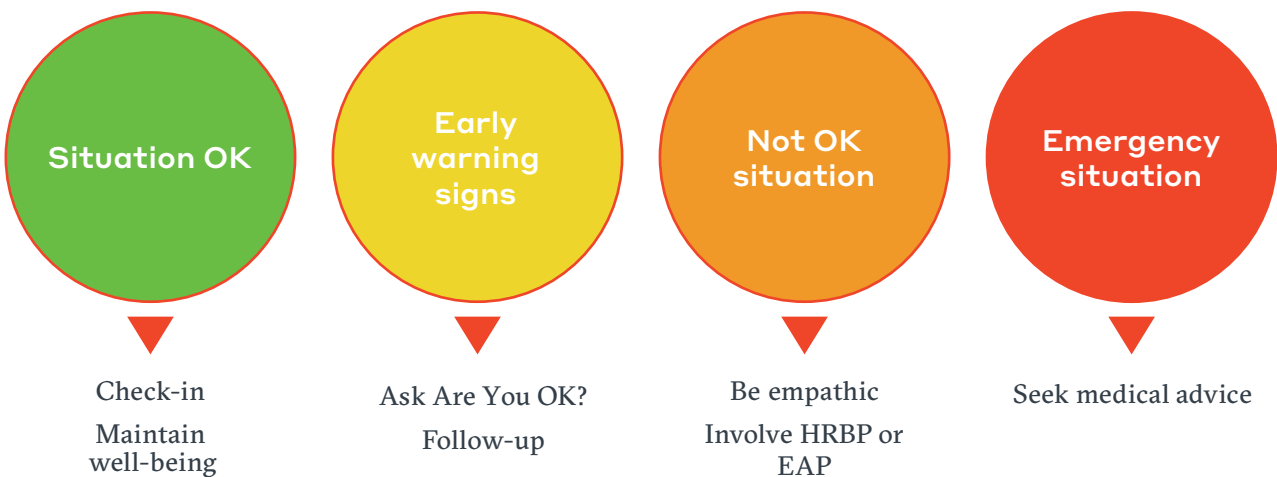 Situation OK
Early
warning
signs
Not OK
situation
Emergency
situation
Check-in
Maintain
well-being
Ask Are You OK?
Follow-up
Be empathic
Involve HRBP or
EAP
Seek medical advice